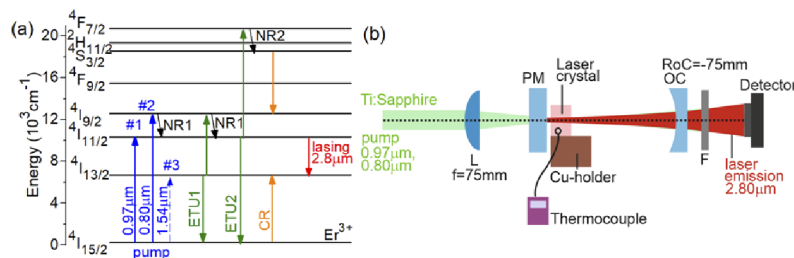 (a)
Energy (10³cm⁻¹)
20
16
12
8
4
0
⁴F₇/₂
²H₁₁/₂
⁴S₃/₂
⁴F₉/₂
⁴I₉/₂
⁴I₁₁/₂
⁴I₁₃/₂
⁴I₁₅/₂
NR2
#2
#1
NR1
NR1
#3
lasing
2.8μm
0.97μm
0.80μm
1.54μm
ETU1
ETU2
CR
Er³⁺
pump
(b)
Ti:Sapphire
pump
0.97μm,
0.80μm
L
f=75mm
PM
Laser
crystal
Cu-holder
Thermocouple
RoC=-75mm
OC
Detector
F
laser
emission
2.80μm